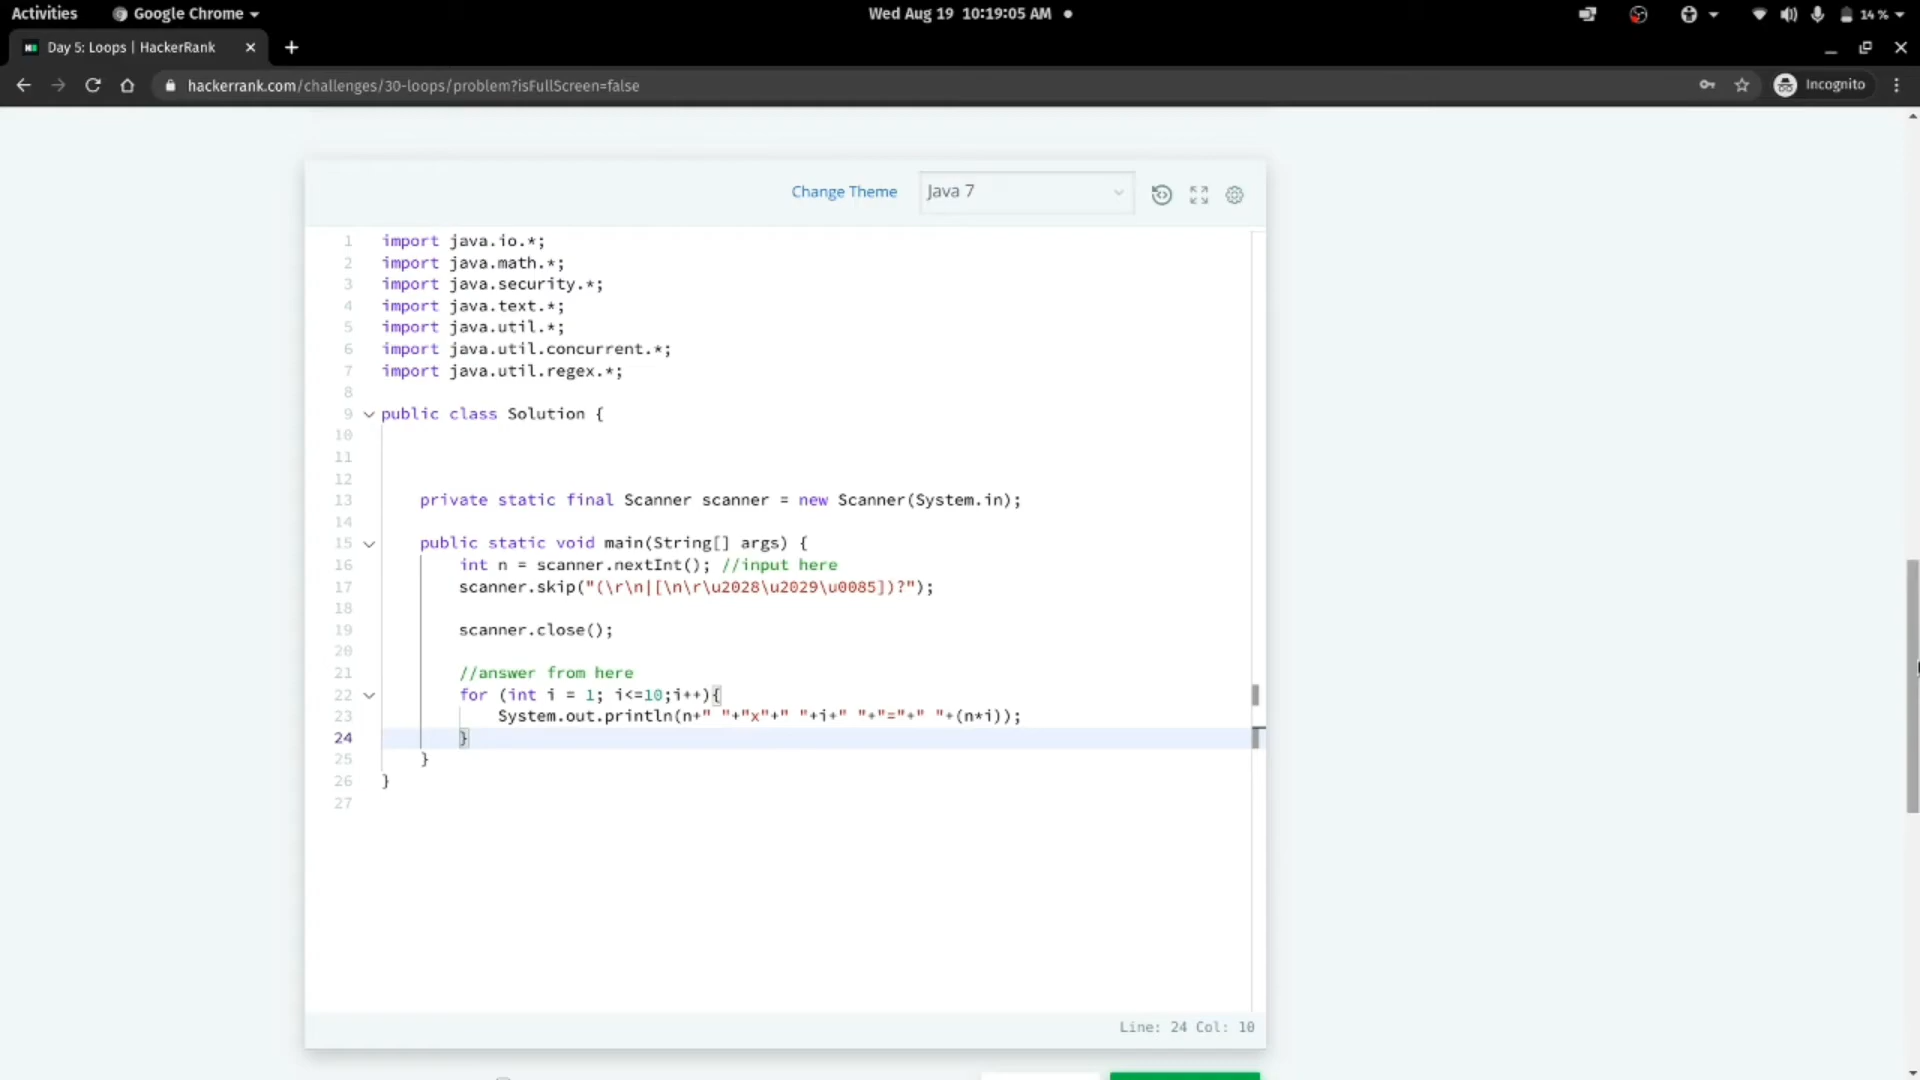 Activities
Google Chrome
Wed Aug 19 10:19:05 AM
14 %
Day 5: Loops | HackerRank
hackerrank.com/challenges/30-loops/problem?isFullScreen=false
Incognito
Change Theme
Java 7
1 import java.io.*;
2 import java.math.*;
3 import java.security.*;
4 import java.text.*;
5 import java.util.*;
6 import java.util.concurrent.*;
7 import java.util.regex.*;
8
9 public class Solution {
10
11
12
13 private static final Scanner scanner = new Scanner(System.in);
14
15 public static void main(String[] args) {
16 int n = scanner.nextInt(); //input here
17 scanner.skip("(\r\n|[\n\r\u2028\u2029\u0085])?");
18
19 scanner.close();
20
21 //answer from here
22 for (int i = 1; i<=10;i++){
23 System.out.println(n+" "+"x"+" "+i+" "+"="+" "+(n*i));
24 }
25 }
26 }
27
Line: 24 Col: 10